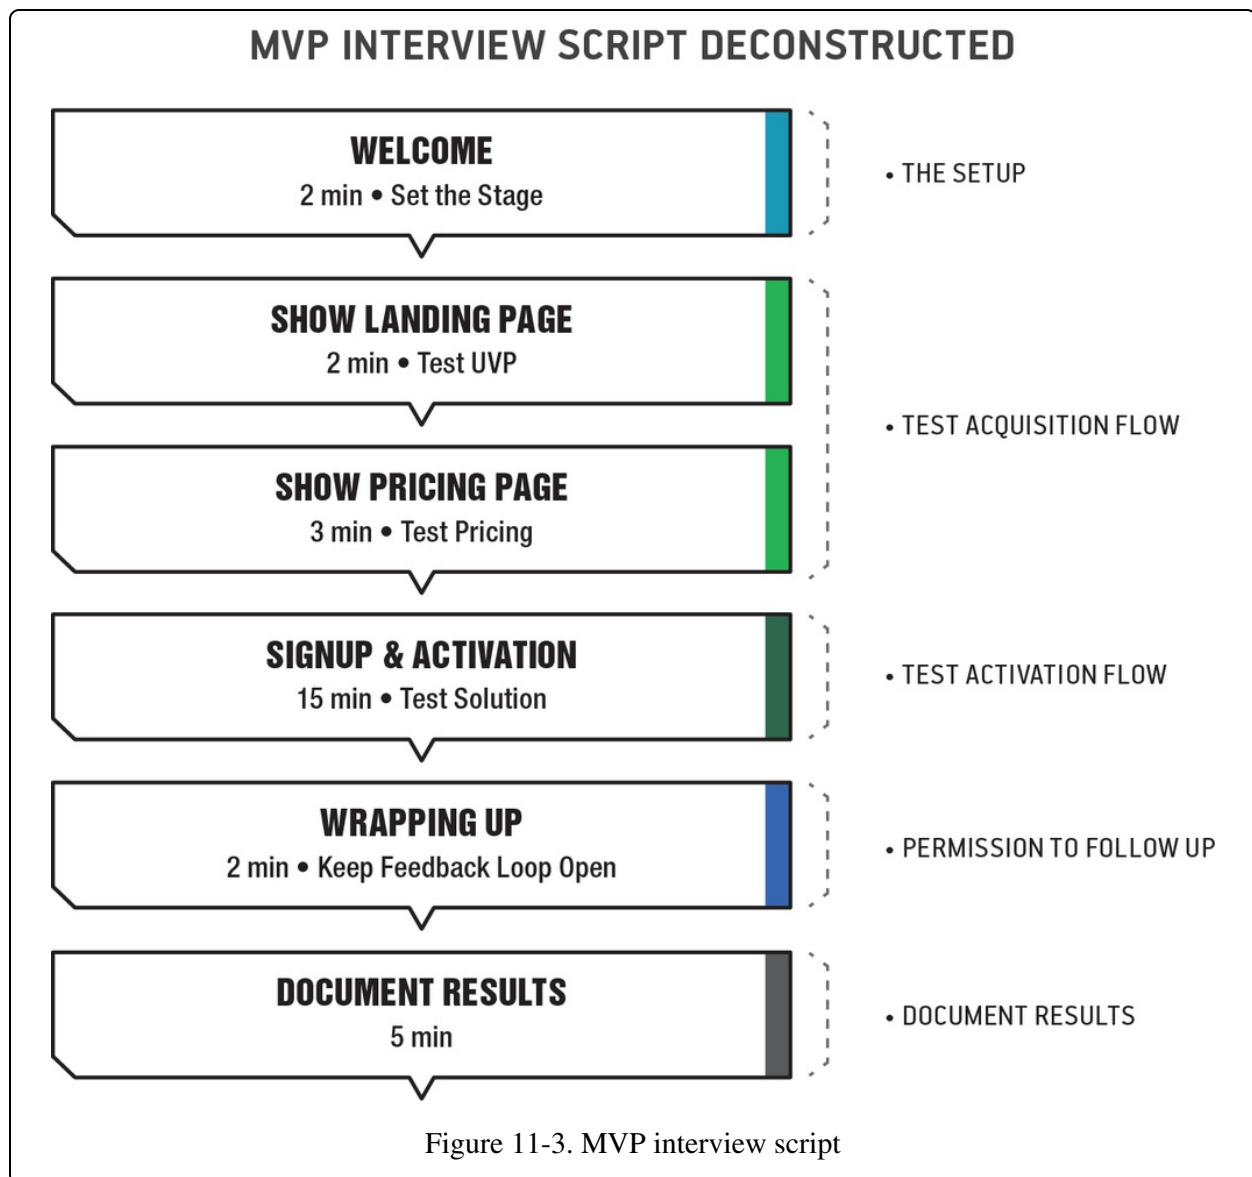 MVP INTERVIEW SCRIPT DECONSTRUCTED
WELCOME
2 min • Set the Stage
• THE SETUP
SHOW LANDING PAGE
2 min • Test UVP
• TEST ACQUISITION FLOW
SHOW PRICING PAGE
3 min • Test Pricing
SIGNUP & ACTIVATION
15 min • Test Solution
• TEST ACTIVATION FLOW
WRAPPING UP
2 min • Keep Feedback Loop Open
• PERMISSION TO FOLLOW UP
DOCUMENT RESULTS
5 min
• DOCUMENT RESULTS
Figure 11-3. MVP interview script